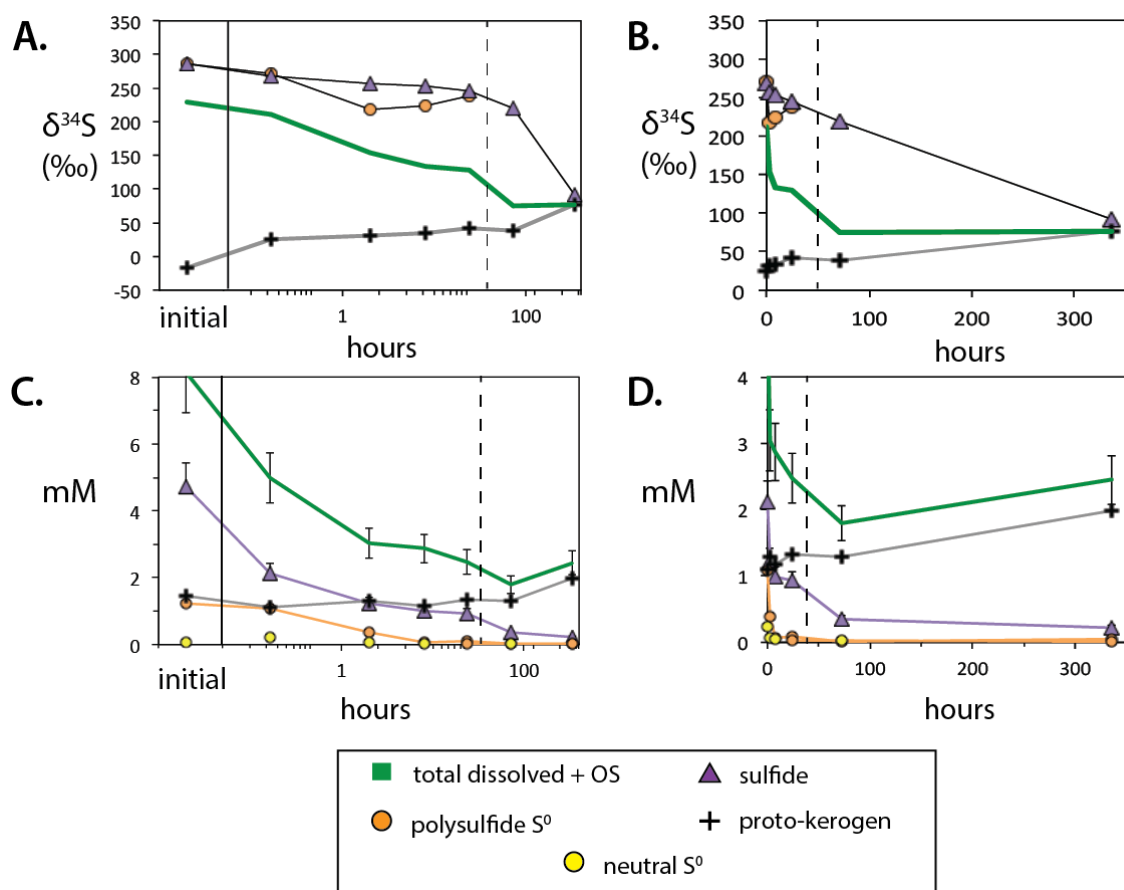 A.
350
300
250
200
150
100
50
0
-50
δ³⁴S
(‰)
initial
1
100
hours
B.
350
300
250
200
150
100
50
0
δ³⁴S
(‰)
0
100
200
300
hours
C.
8
6
4
2
0
mM
initial
1
100
hours
D.
4
3
2
1
0
mM
0
100
200
300
hours
total dissolved + OS
sulfide
polysulfide S⁰
proto-kerogen
neutral S⁰